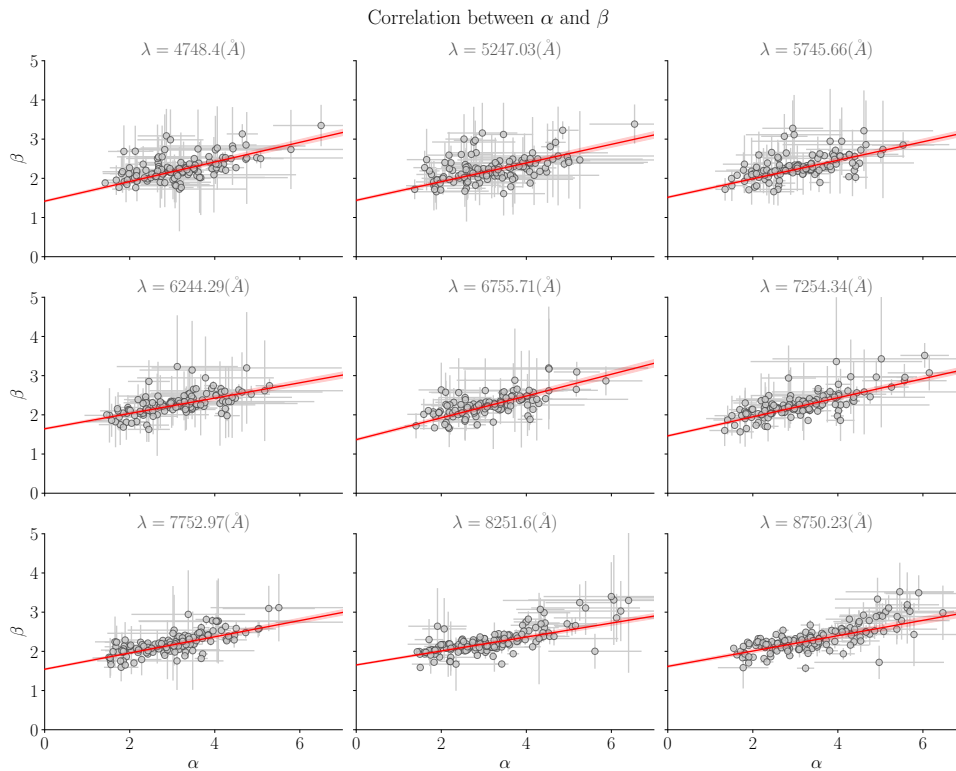 Correlation between α and β
λ = 4748.4(Å) λ = 5247.03(Å) λ = 5745.66(Å)
5
4
3
β
2
1
0
λ = 6244.29(Å) λ = 6755.71(Å) λ = 7254.34(Å)
5
4
3
β
2
1
0
λ = 7752.97(Å) λ = 8251.6(Å) λ = 8750.23(Å)
5
4
3
β
2
1
0
0 2 4 6 0 2 4 6 0 2 4 6
α α α